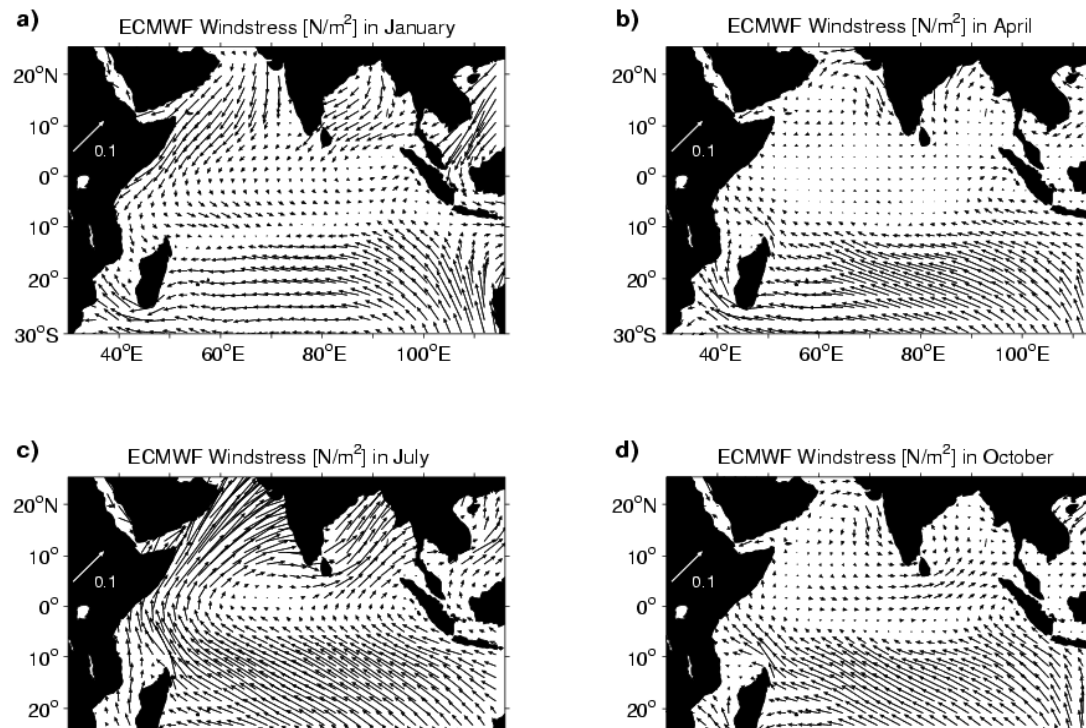 a)
ECMWF Windstress [N/m²] in January
20°N
10°
0°
10°
20°
30°S
0.1
40°E
60°E
80°E
100°E
b)
ECMWF Windstress [N/m²] in April
20°N
10°
0°
10°
20°
30°S
0.1
40°E
60°E
80°E
100°E
c)
ECMWF Windstress [N/m²] in July
20°N
10°
0°
10°
20°
0.1
d)
ECMWF Windstress [N/m²] in October
20°N
10°
0°
10°
20°
0.1